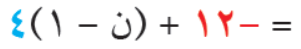 = −١٢ + (ن − ١)٤